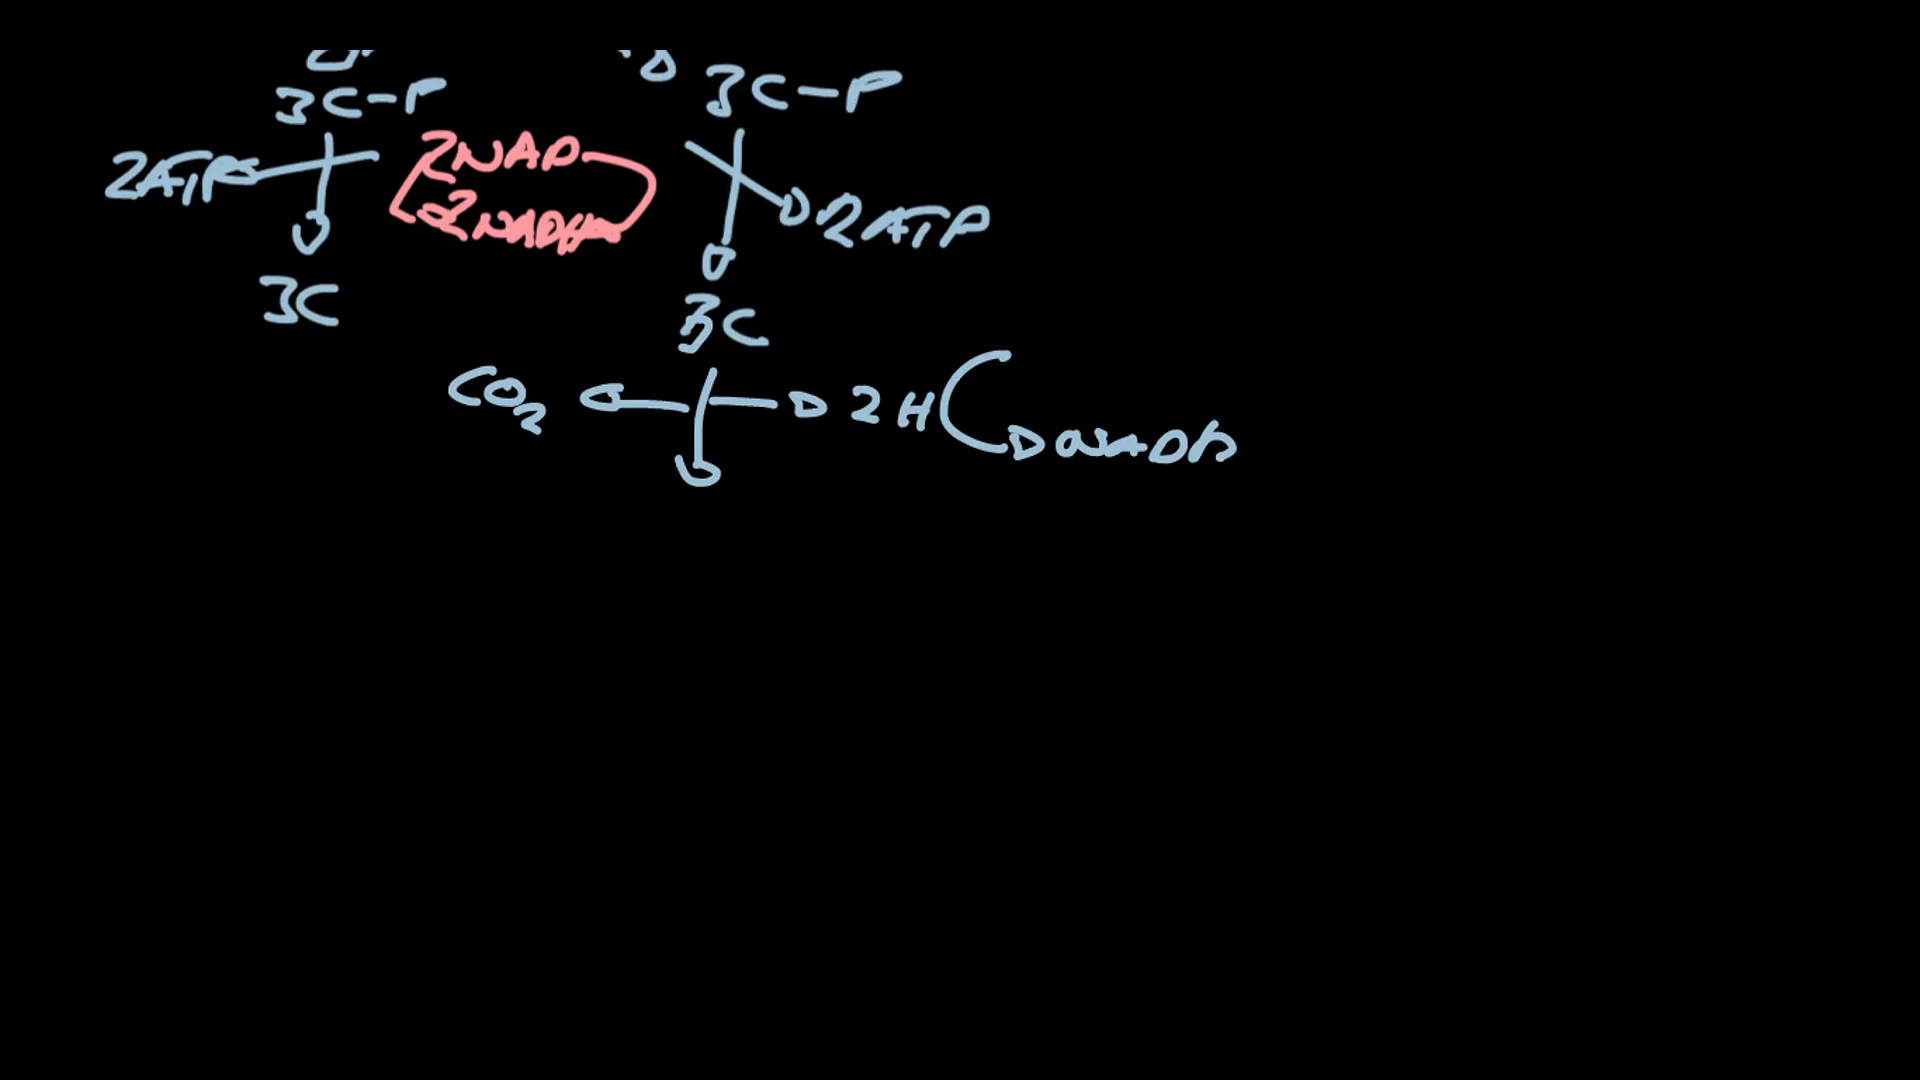 3C-P
3C-P
2ATP
2NAD
2NADH
2ATP
3C
3C
CO2
2H
NADH